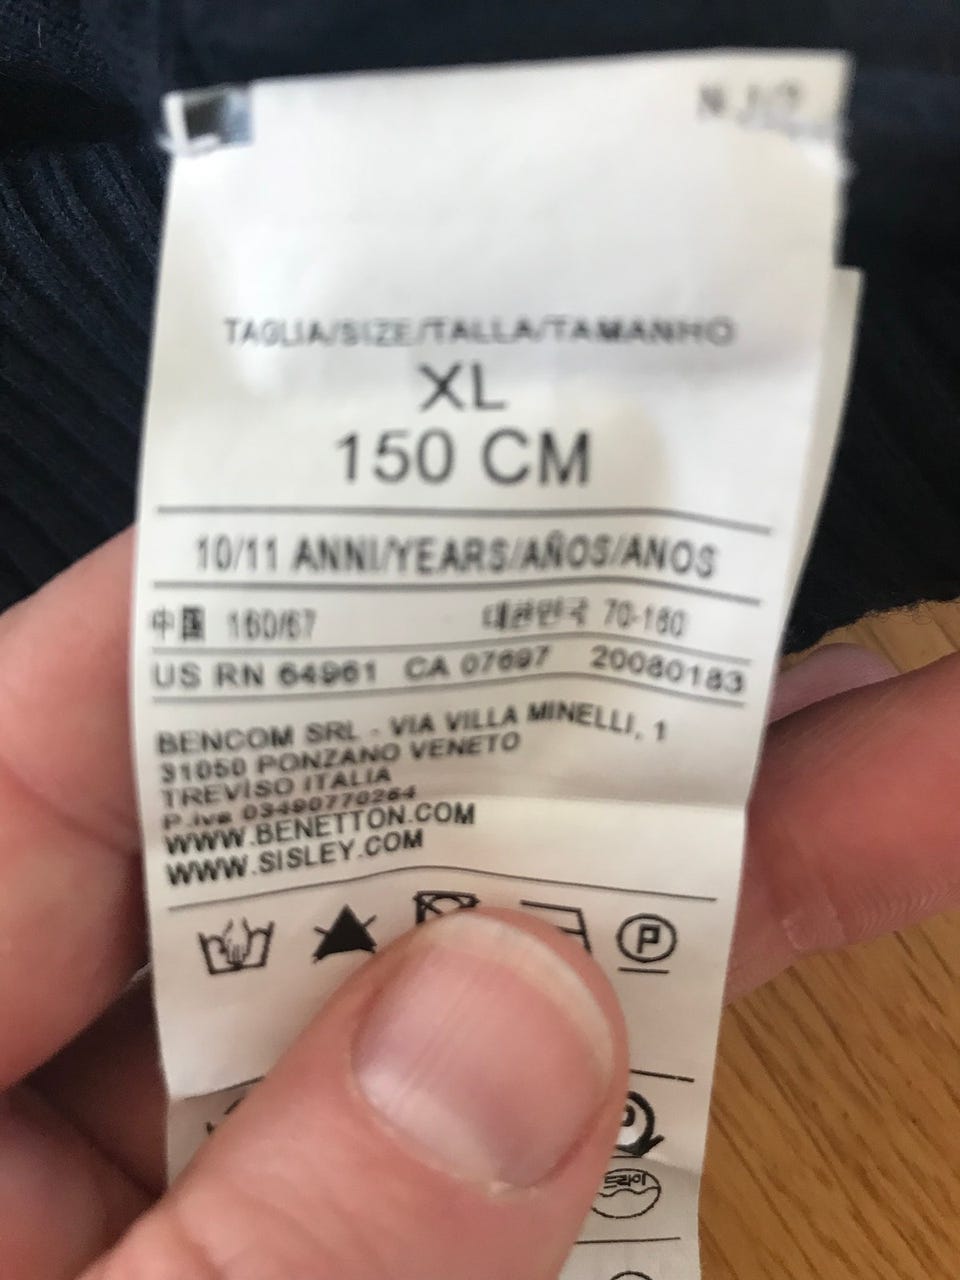 TAGLIA/SIZE/TALLA/TAMANHO
XL
150 CM
10/11 ANNI/YEARS/AÑOS/ANOS
中国 160/67 대한민국 70-160
US RN 64961 CA 07697 20080183
BENCOM SRL - VIA VILLA MINELLI, 1
31050 PONZANO VENETO
TREVISO ITALIA
P.iva 03490770264
WWW.BENETTON.COM
WWW.SISLEY.COM
P
드라이